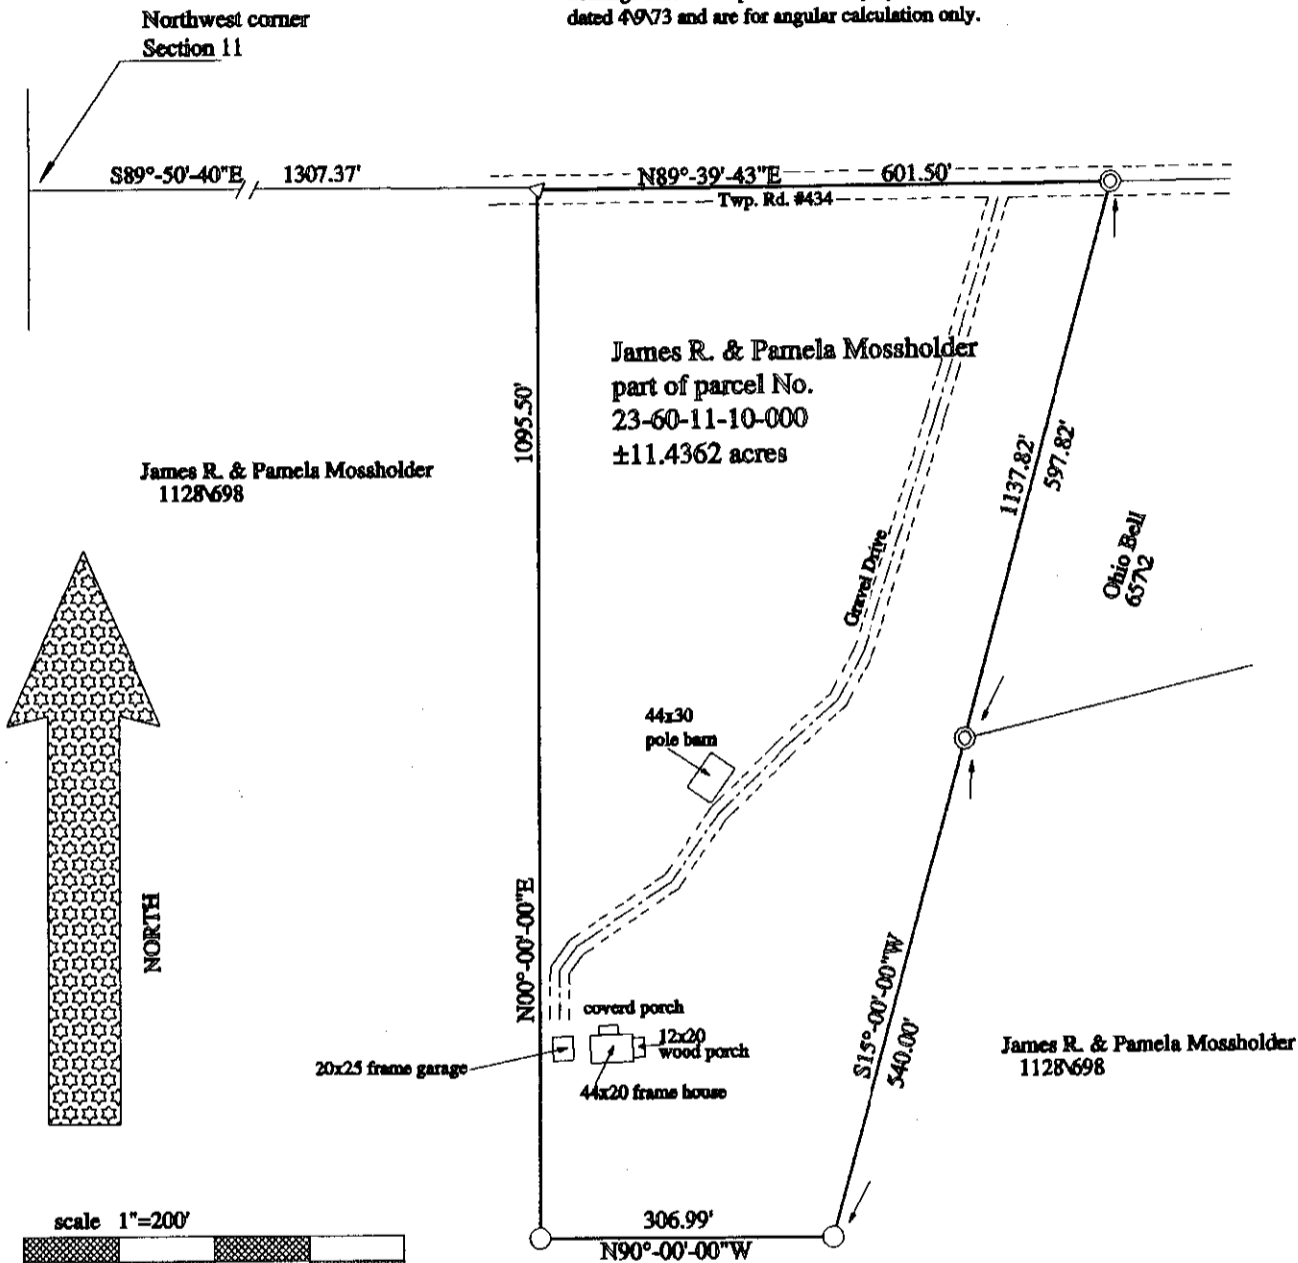 dated 4\9\73 and are for angular calculation only.
Northwest corner
Section 11
S89°-50'-40"E 1307.37'
N89°-39'-43"E 601.50'
Twp. Rd. #434
James R. & Pamela Mossholder
part of parcel No.
23-60-11-10-000
±11.4362 acres
1095.50'
James R. & Pamela Mossholder
1128\698
1137.82'
597.82'
Ohio Bell
657\2
Gravel Drive
44x30
pole barn
NORTH
N00°-00'-00"E
S15°-00'-00"W
540.00'
coverd porch
12x20
wood porch
20x25 frame garage
44x20 frame house
James R. & Pamela Mossholder
1128\698
scale 1"=200'
306.99'
N90°-00'-00"W